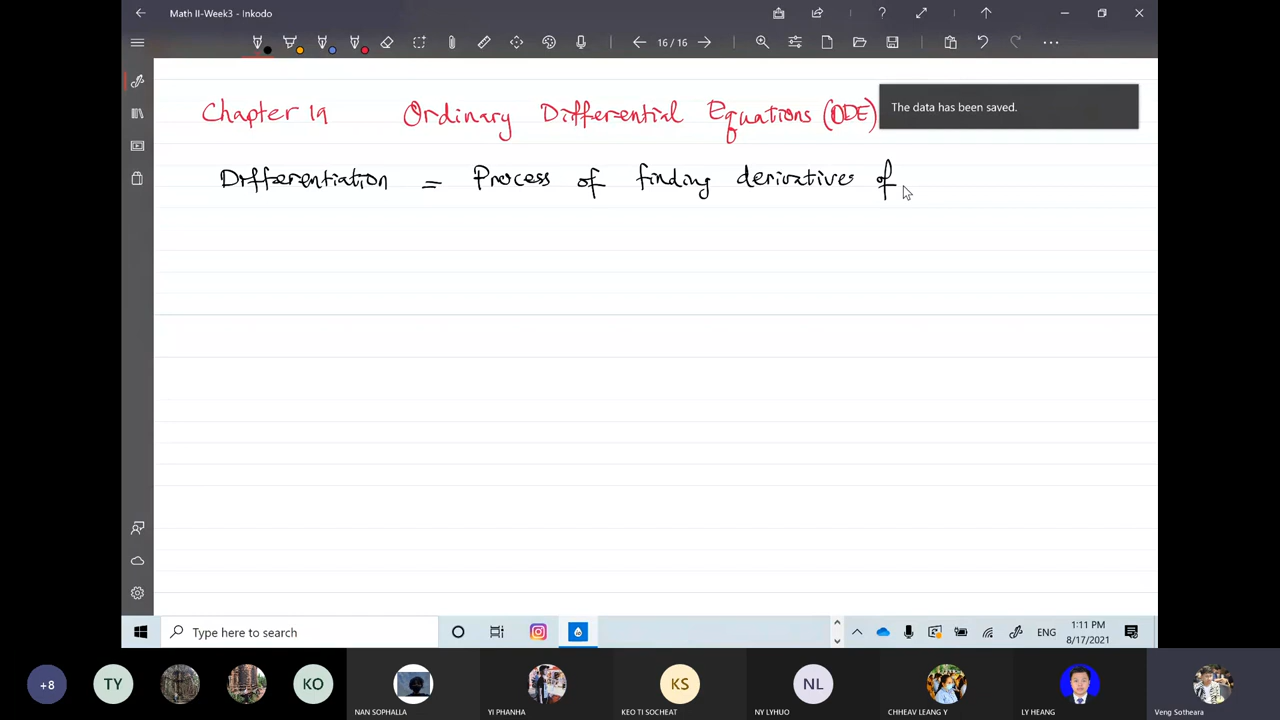 Math II-Week3 - Inkodo
16 / 16
Chapter 19 Ordinary Differential Equations (ODE)
The data has been saved.
Differentiation = Process of finding derivatives of
Type here to search
ENG
1:11 PM
8/17/2021
+8
TY
KO
KS
NL
NAN SOPHALLA
YI PHANHA
KEO TI SOCHEAT
NY LYHUO
CHHEAV LEANG Y
LY HEANG
Veng Sotheara